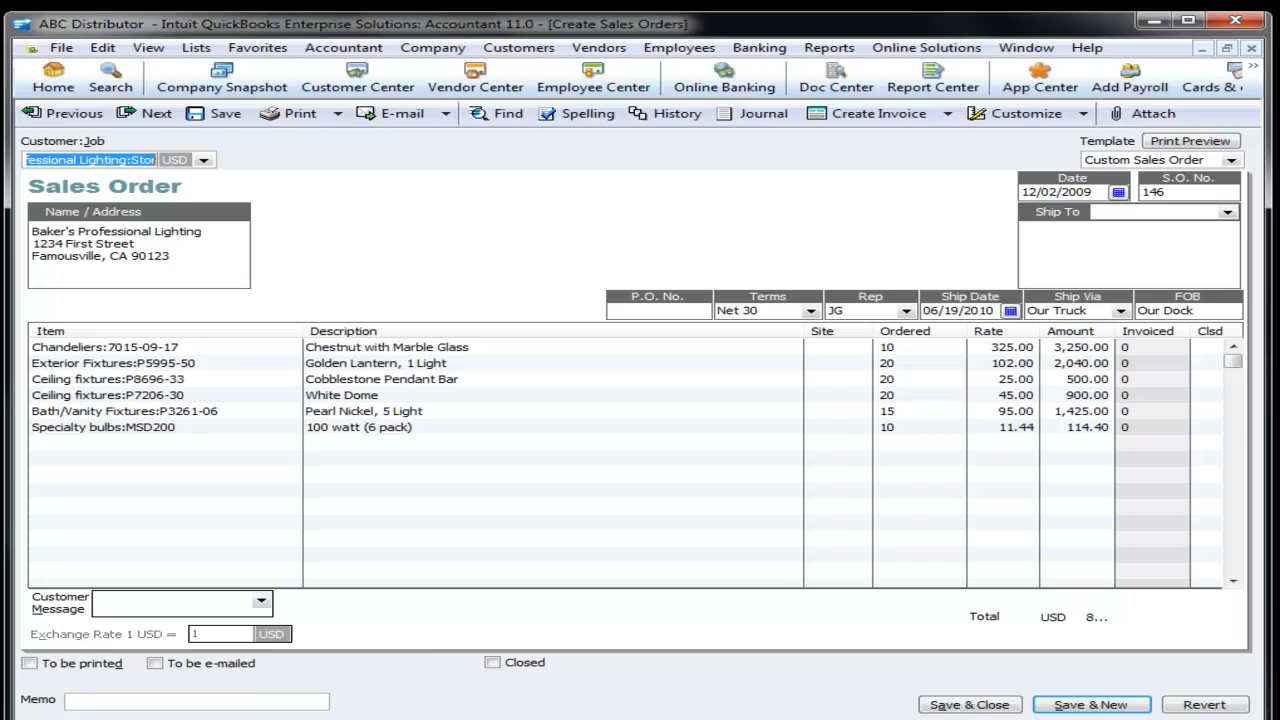 ABC Distributor - Intuit QuickBooks Enterprise Solutions: Accountant 11.0 - [Create Sales Orders]
File Edit View Lists Favorites Accountant Company Customers Vendors Employees Banking Reports Online Solutions Window Help
Home Search Company Snapshot Customer Center Vendor Center Employee Center Online Banking Doc Center Report Center App Center Add Payroll Cards &
Previous Next Save Print E-mail Find Spelling History Journal Create Invoice Customize Attach
Customer:Job Template Print Preview
fessional Lighting:Stor USD Custom Sales Order
Sales Order Date S.O. No.
12/02/2009 146
Name / Address Ship To
Baker's Professional Lighting
1234 First Street
Famousville, CA 90123
P.O. No. Terms Rep Ship Date Ship Via FOB
Net 30 JG 06/19/2010 Our Truck Our Dock
Item Description Site Ordered Rate Amount Invoiced Clsd
Chandeliers:7015-09-17 Chestnut with Marble Glass 10 325.00 3,250.00 0
Exterior Fixtures:P5995-50 Golden Lantern, 1 Light 20 102.00 2,040.00 0
Ceiling fixtures:P8696-33 Cobblestone Pendant Bar 20 25.00 500.00 0
Ceiling fixtures:P7206-30 White Dome 20 45.00 900.00 0
Bath/Vanity Fixtures:P3261-06 Pearl Nickel, 5 Light 15 95.00 1,425.00 0
Specialty bulbs:MSD200 100 watt (6 pack) 10 11.44 114.40 0
Customer
Message
Total USD 8...
Exchange Rate 1 USD = 1 USD
To be printed To be e-mailed Closed
Memo Save & Close Save & New Revert